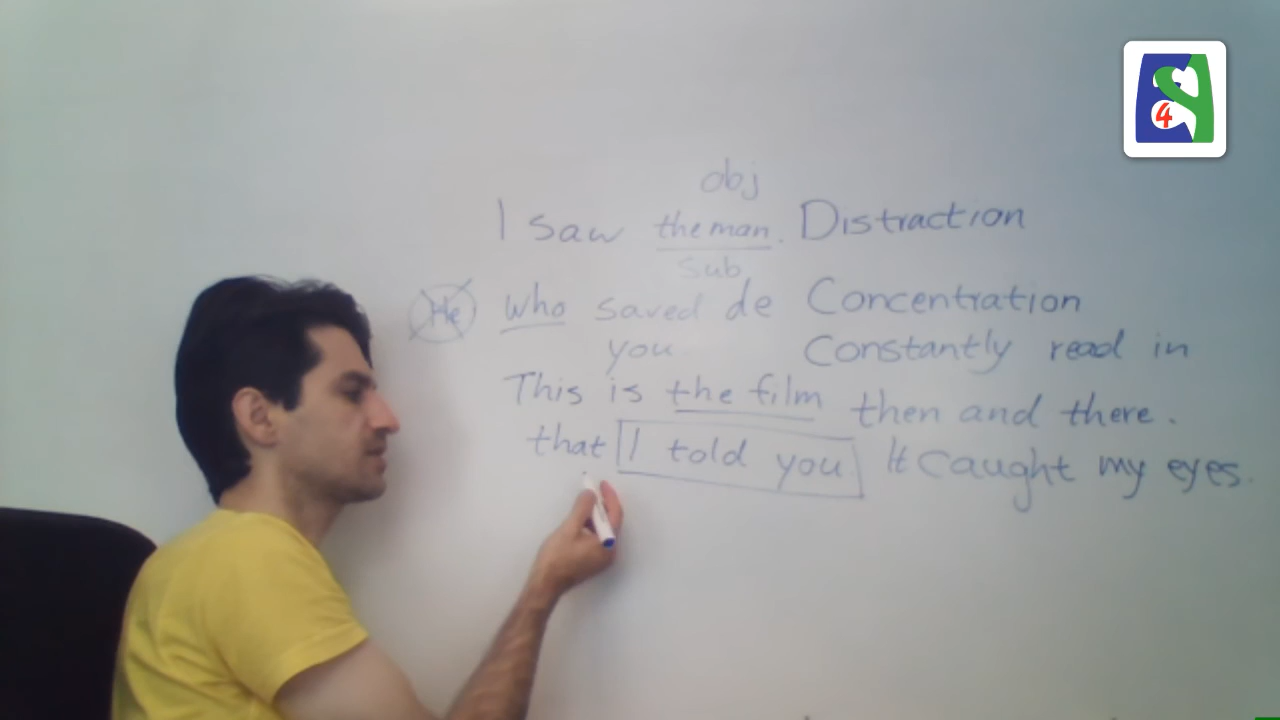 obj
I saw the man. Distraction
sub
He who saved de Concentration
you Constantly read in
This is the film then and there.
that I told you It caught my eyes.
4